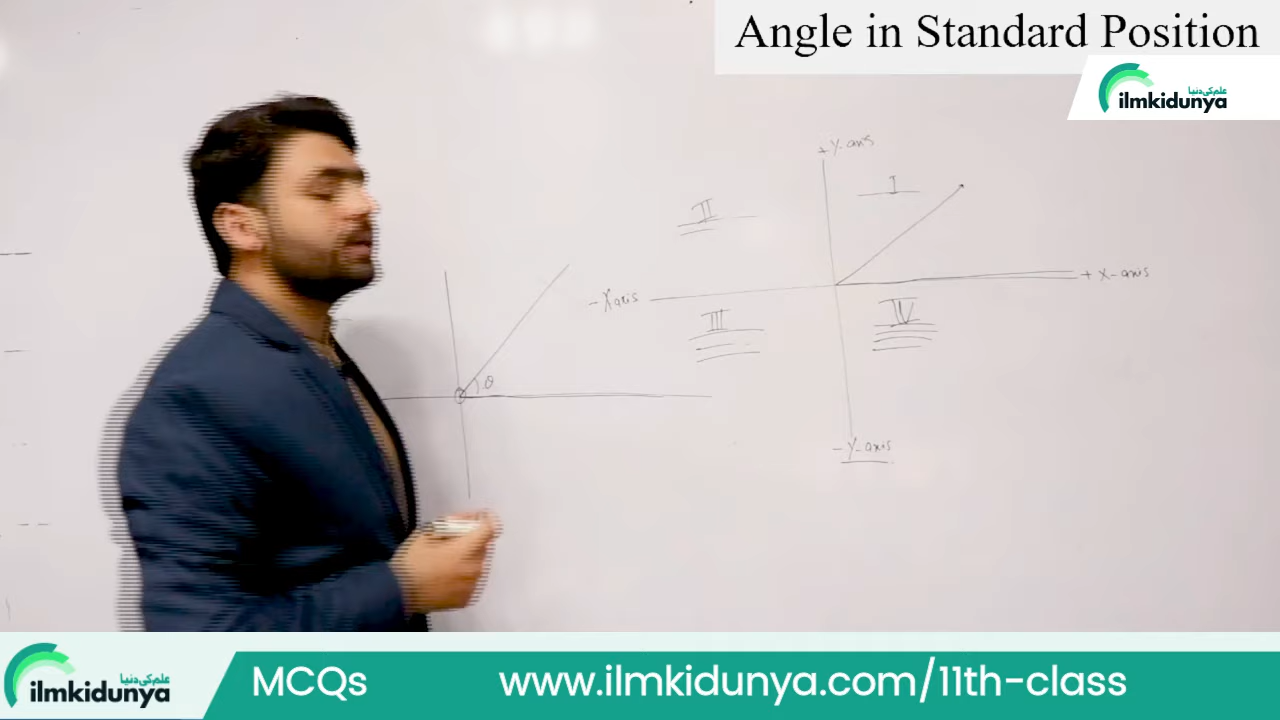 Angle in Standard Position
علم کی دنیا
ilmkidunya
+ Y-axis
I
II
- X axis
+ X-axis
III
IV
θ
- Y-axis
علم کی دنیا
ilmkidunya
MCQs
www.ilmkidunya.com/11th-class